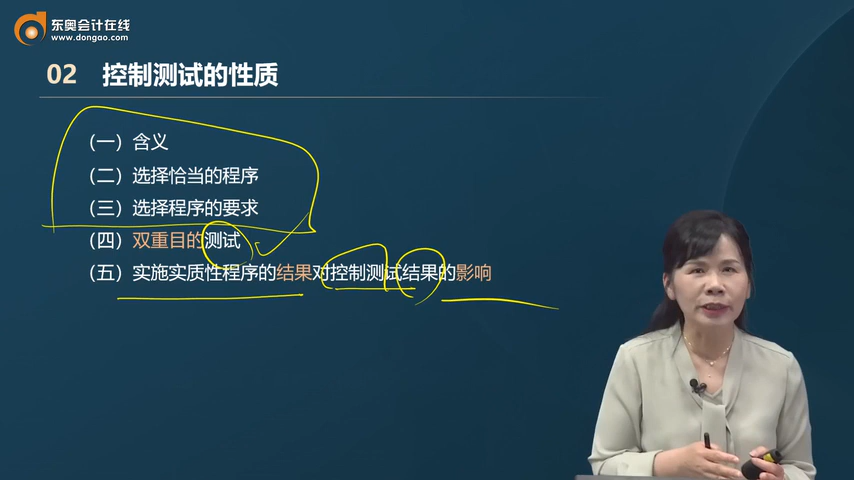 东奥会计在线
www.dongao.com
02 控制测试的性质
（一）含义
（二）选择恰当的程序
（三）选择程序的要求
（四）双重目的测试
（五）实施实质性程序的结果对控制测试结果的影响